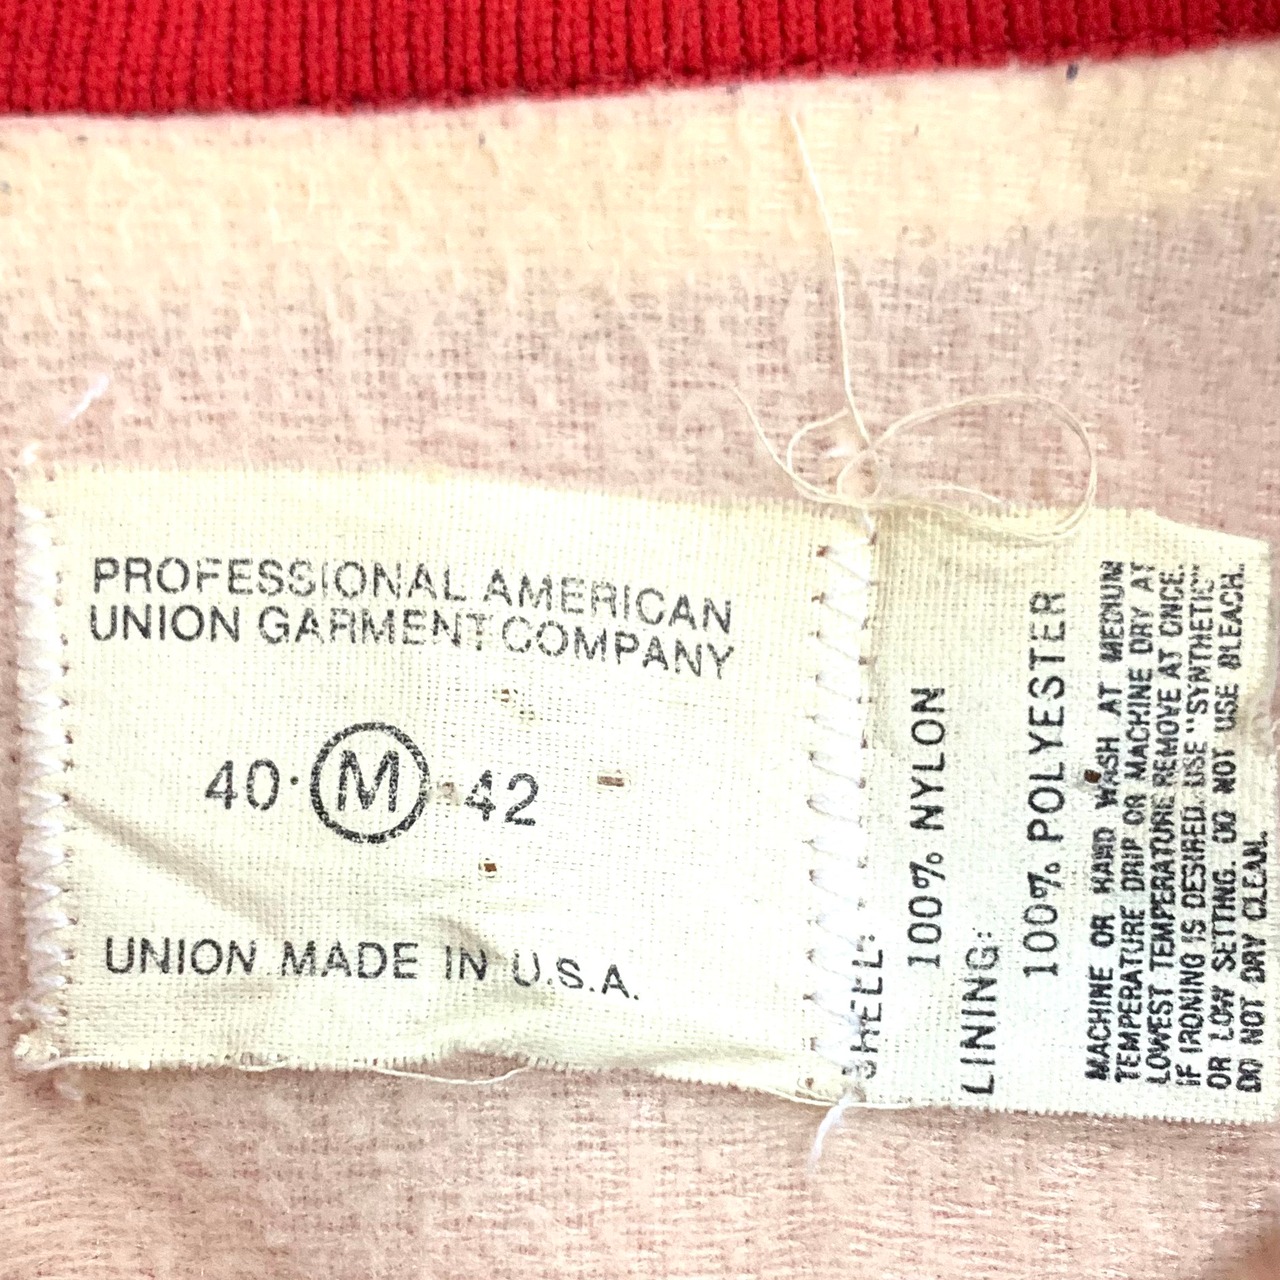 PROFESSIONAL AMERICAN
UNION GARMENT COMPANY
40·Ⓜ·42
UNION MADE IN U.S.A.
SHELL:
100% NYLON
LINING:
100% POLYESTER
MACHINE OR HAND WASH AT MEDIUM
TEMPERATURE DRIP OR MACHINE DRY AT
LOWEST TEMPERATURE REMOVE AT ONCE.
IF IRONING IS DESIRED. USE "SYNTHETIC"
OR LOW SETTING. DO NOT USE BLEACH.
DO NOT DRY CLEAN.